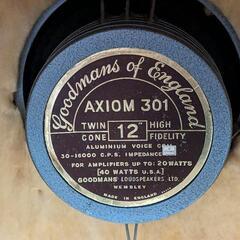 Goodmans of England
AXIOM 301
TWIN 12" HIGH
CONE FIDELITY
ALUMINIUM VOICE COIL
30-16000 C.P.S. IMPEDANCE
FOR AMPLIFIERS UP TO: 20 WATTS
[40 WATTS U.S.A.]
GOODMANS LOUDSPEAKERS LTD.
WEMBLEY
MADE IN ENGLAND